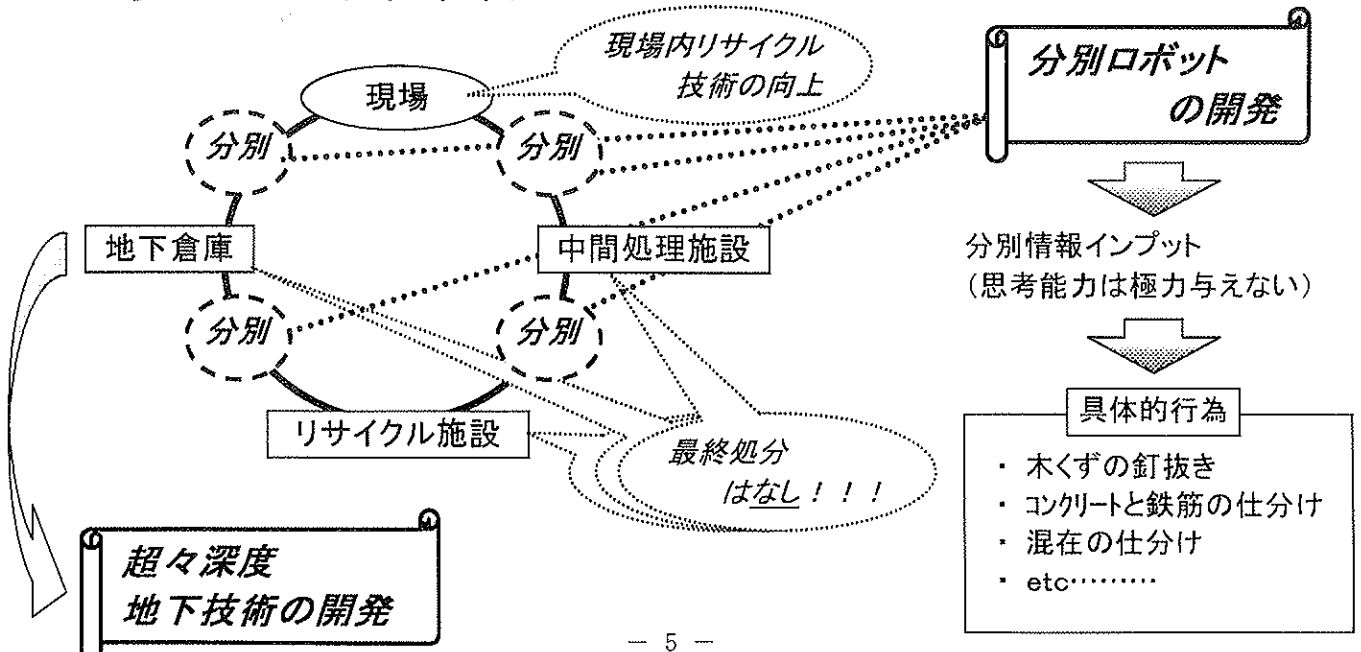 現場内リサイクル
技術の向上
分別ロボット
の開発
現場
分別
分別
地下倉庫
中間処理施設
分別情報インプット
(思考能力は極力与えない)
分別
分別
リサイクル施設
最終処分
はなし!!!
具体的行為
・ 木くずの釘抜き
・ コンクリートと鉄筋の仕分け
・ 混在の仕分け
・ etc………
超々深度
地下技術の開発
- 5 -